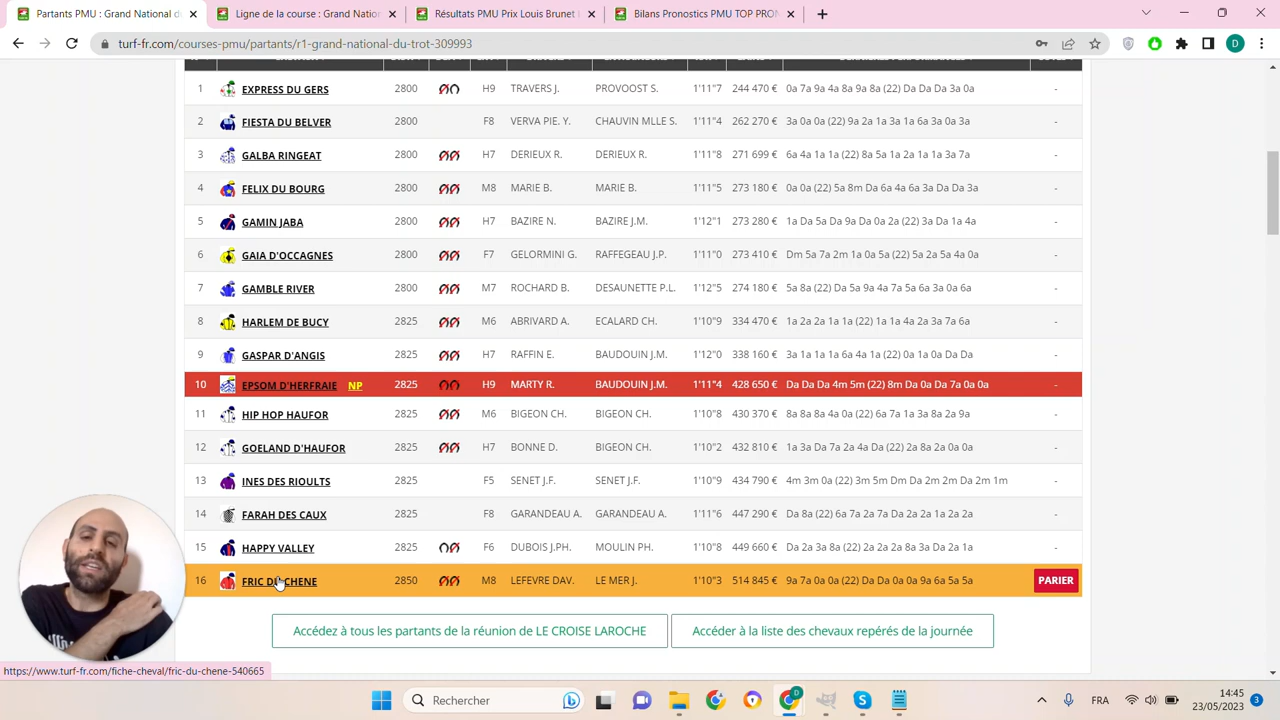 Partants PMU : Grand National d
Ligne de la course : Grand Nation
Résultats PMU Prix Louis Brunet
Bilans Pronostics PMU TOP PRON
turf-fr.com/courses-pmu/partants/r1-grand-national-du-trot-309993
1 EXPRESS DU GERS 2800 H9 TRAVERS J. PROVOOST S. 1'11"7 244 470 € 0a 7a 9a 4a 8a 9a 8a (22) Da Da Da 3a 0a -
2 FIESTA DU BELVER 2800 F8 VERVA PIE. Y. CHAUVIN MLLE S. 1'11"4 262 270 € 3a 0a 0a (22) 9a 2a 1a 3a 1a 6a 3a 0a 3a -
3 GALBA RINGEAT 2800 H7 DERIEUX R. DERIEUX R. 1'11"8 271 699 € 6a 4a 1a 1a (22) 8a 5a 1a 2a 1a 1a 3a 7a -
4 FELIX DU BOURG 2800 M8 MARIE B. MARIE B. 1'11"5 273 180 € 0a 0a (22) 5a 8m Da 6a 4a 6a 3a Da Da 3a -
5 GAMIN JABA 2800 H7 BAZIRE N. BAZIRE J.M. 1'12"1 273 280 € 1a Da 5a Da 9a Da 0a 2a (22) 3a Da 1a 4a -
6 GAIA D'OCCAGNES 2800 F7 GELORMINI G. RAFFEGEAU J.P. 1'11"0 273 410 € Dm 5a 7a 2m 1a 0a 5a (22) 5a 2a 5a 4a 0a -
7 GAMBLE RIVER 2800 M7 ROCHARD B. DESAUNETTE P.L. 1'12"5 274 180 € 5a 8a (22) Da 5a 9a 4a 7a 5a 6a 3a 0a 6a -
8 HARLEM DE BUCY 2825 M6 ABRIVARD A. ECALARD CH. 1'10"9 334 470 € 1a 2a 2a 1a 1a (22) 1a 1a 4a 2a 3a 7a 6a -
9 GASPAR D'ANGIS 2825 H7 RAFFIN E. BAUDOUIN J.M. 1'12"0 338 160 € 3a 1a 1a 1a 6a 4a 1a (22) 0a 1a 0a Da Da -
10 EPSOM D'HERFRAIE NP 2825 H9 MARTY R. BAUDOUIN J.M. 1'11"4 428 650 € Da Da Da 4m 5m (22) 8m Da 0a Da 7a 0a 0a -
11 HIP HOP HAUFOR 2825 M6 BIGEON CH. BIGEON CH. 1'10"8 430 370 € 8a 8a 8a 4a 0a (22) 6a 7a 1a 3a 8a 2a 9a -
12 GOELAND D'HAUFOR 2825 H7 BONNE D. BIGEON CH. 1'10"2 432 810 € 1a 3a Da 7a 2a 4a Da (22) 2a 8a 2a 0a 0a -
13 INES DES RIOULTS 2825 F5 SENET J.F. SENET J.F. 1'10"9 434 790 € 4m 3m 0a (22) 3m 5m Dm Da 2m 2m Da 2m 1m -
14 FARAH DES CAUX 2825 F8 GARANDEAU A. GARANDEAU A. 1'11"6 447 290 € Da 8a (22) 6a 7a 2a 7a Da 2a 2a 1a 2a 2a -
15 HAPPY VALLEY 2825 F6 DUBOIS J.PH. MOULIN PH. 1'10"8 449 660 € Da 2a 3a 8a (22) 2a 2a 2a 8a 3a Da 2a 1a -
16 FRIC DU CHENE 2850 M8 LEFEVRE DAV. LE MER J. 1'10"3 514 845 € 9a 7a 0a 0a (22) Da Da 0a 0a 9a 6a 5a 5a PARIER
Accédez à tous les partants de la réunion de LE CROISE LAROCHE
Accéder à la liste des chevaux repérés de la journée
https://www.turf-fr.com/fiche-cheval/fric-du-chene-540665
Rechercher
FRA
14:45
23/05/2023
3